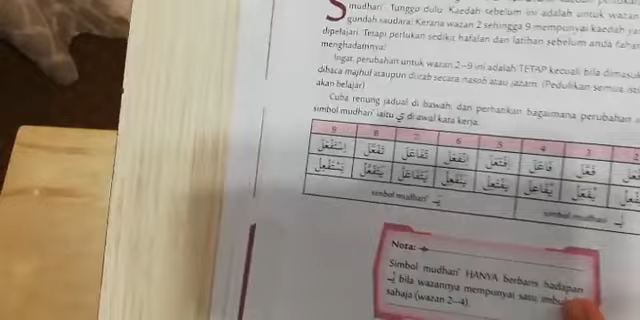 mudhari'. Tunggu dulu. Kaedah sebelum ini adalah untuk wazan
gundah saudara. Kerana wazan 2 sehingga 9 mempunyai kaedah
dipelajari. Tetapi perlukan sedikit hafalan dan latihan sebelum anda
menghadamnya.
Ingat, perubahan untuk wazan 2-9 ini adalah TETAP kecuali bila
dibaca majhul ataupun dii'rab secara nasob atau jazam. (Pedulikan semua
akan belajar)
Cuba renung jadual di bawah dan perhatikan bagaimana perubahan
simbol mudhari' iaitu يـ di awal kata kerja.
9 8 7 6 5 4 3 2
اِسْتَفْعَلَ تَفَعَّلَ تَفَاعَلَ اِنْفَعَلَ اِفْتَعَلَ فَاعَلَ فَعَّلَ
يَسْتَفْعِلُ يَتَفَعَّلُ يَتَفَاعَلُ يَنْفَعِلُ يَفْتَعِلُ يُفَاعِلُ يُفَعِّلُ
simbol mudhari' يَـ simbol mudhari' يُـ
Nota:
Simbol mudhari' HANYA berbaris hadapan
يُـ bila wazannya mempunyai satu
sahaja (wazan 2-4).